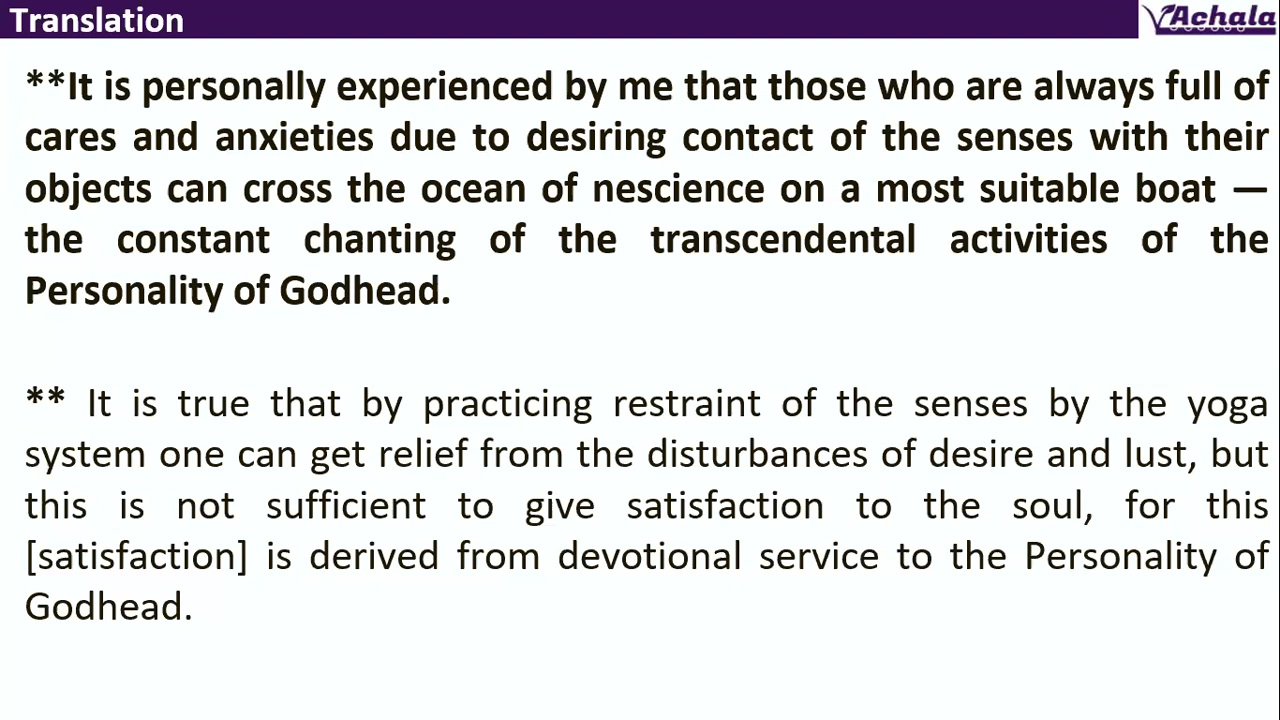 Translation
Achala
**It is personally experienced by me that those who are always full of
cares and anxieties due to desiring contact of the senses with their
objects can cross the ocean of nescience on a most suitable boat —
the constant chanting of the transcendental activities of the
Personality of Godhead.
** It is true that by practicing restraint of the senses by the yoga
system one can get relief from the disturbances of desire and lust, but
this is not sufficient to give satisfaction to the soul, for this
[satisfaction] is derived from devotional service to the Personality of
Godhead.